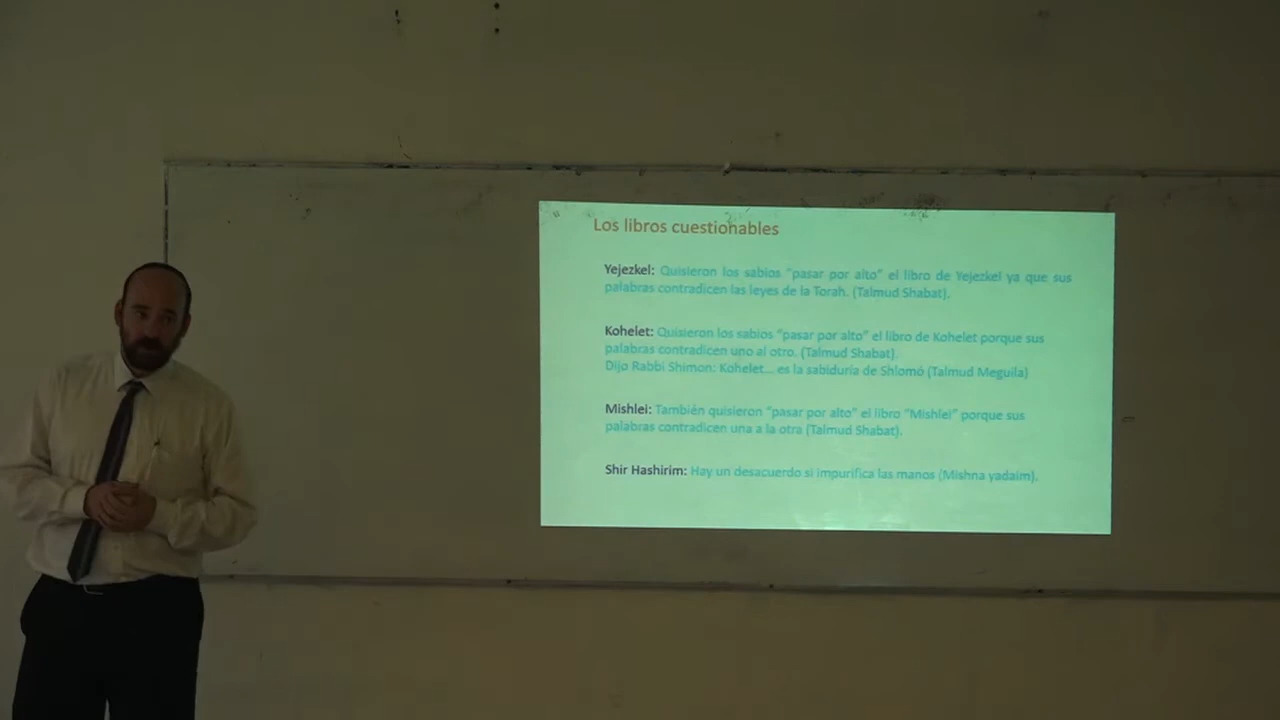 Los libros cuestionables
Yejezkel: Quisieron los sabios "pasar por alto" el libro de Yejezkel ya que sus
palabras contradicen las leyes de la Torah. (Talmud Shabat).
Kohelet: Quisieron los sabios "pasar por alto" el libro de Kohelet porque sus
palabras contradicen uno al otro. (Talmud Shabat).
Dijo Rabbi Shimon: Kohelet... es la sabiduría de Shlomó (Talmud Meguila)
Mishlei: También quisieron "pasar por alto" el libro "Mishlei" porque sus
palabras contradicen una a la otra (Talmud Shabat).
Shir Hashirim: Hay un desacuerdo si impurifica las manos (Mishna yadaim).